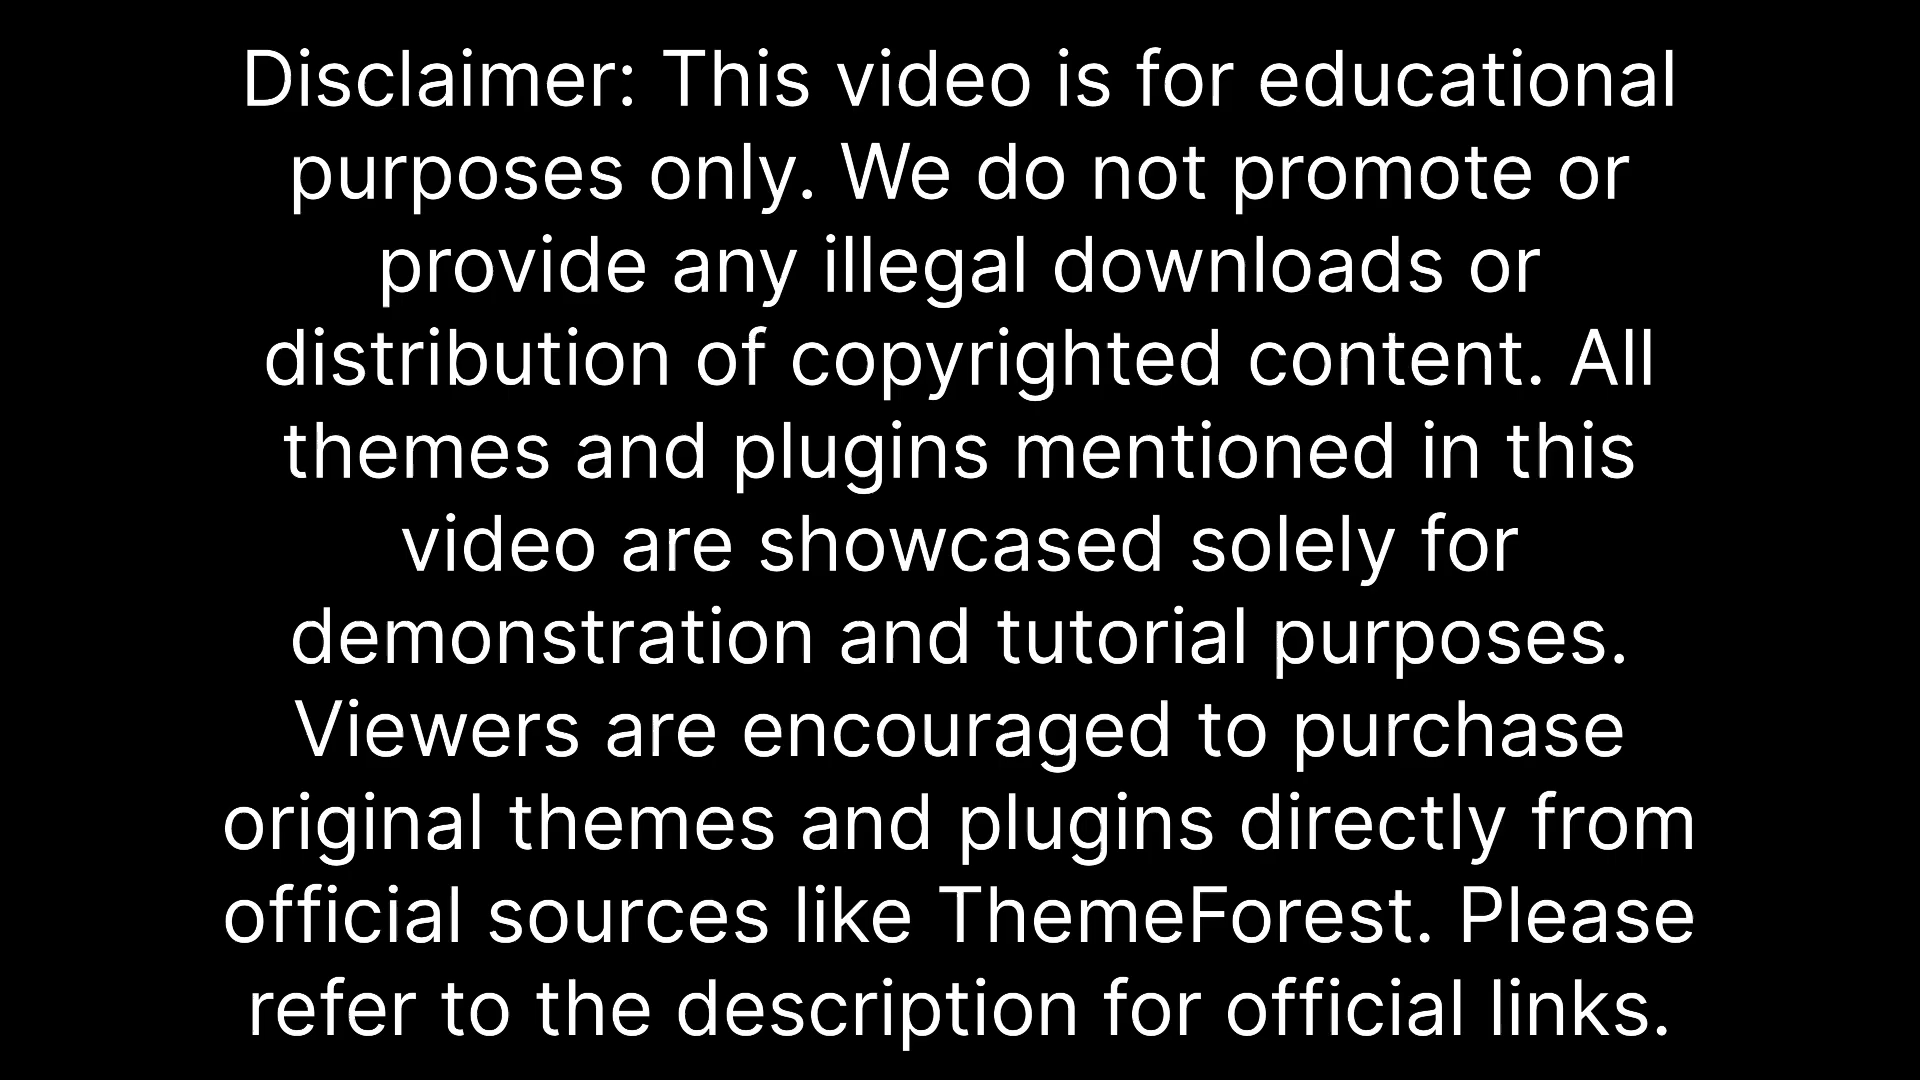 Disclaimer: This video is for educational
purposes only. We do not promote or
provide any illegal downloads or
distribution of copyrighted content. All
themes and plugins mentioned in this
video are showcased solely for
demonstration and tutorial purposes.
Viewers are encouraged to purchase
original themes and plugins directly from
official sources like ThemeForest. Please
refer to the description for official links.